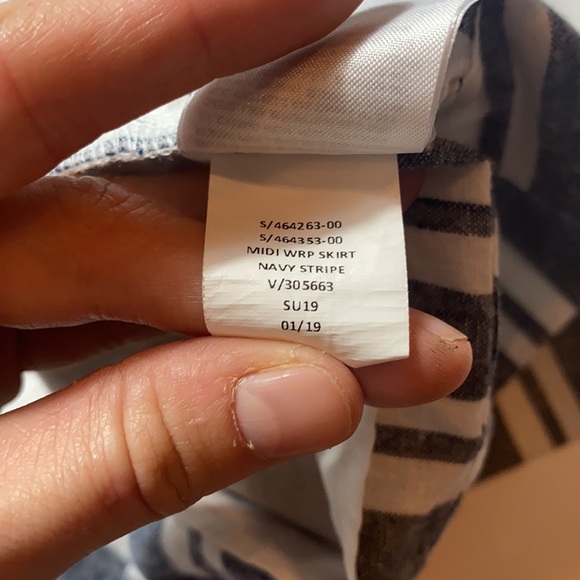 S/464263-00
S/464353-00
MIDI WRP SKIRT
NAVY STRIPE
V/305663
SU19
01/19